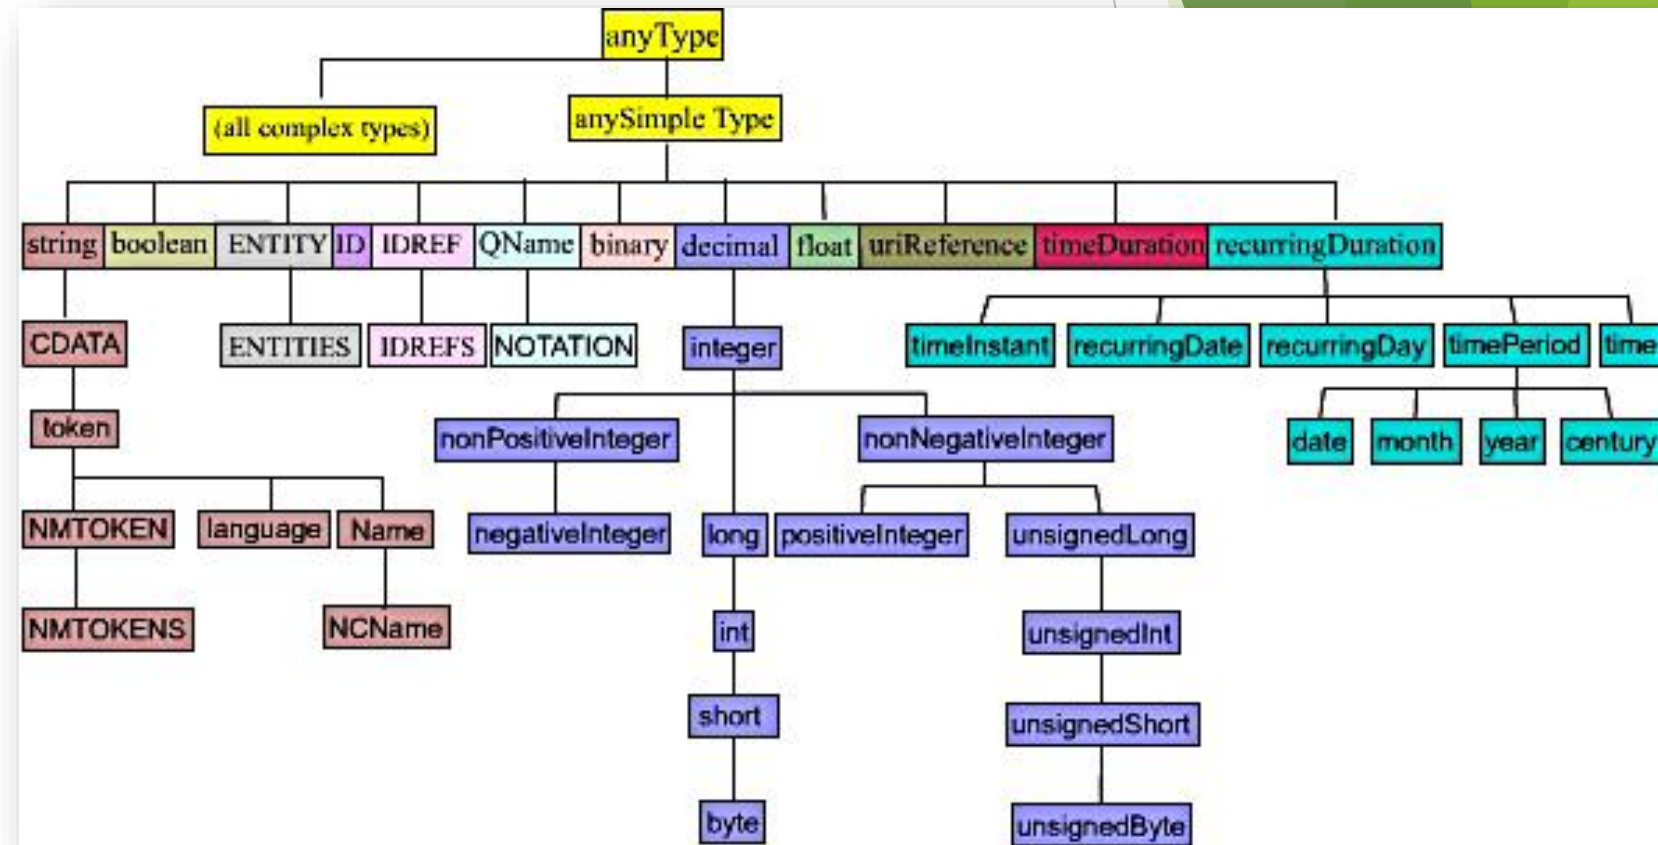 anyType
(all complex types) anySimple Type
string boolean ENTITY ID IDREF QName binary decimal float uriReference timeDuration recurringDuration
CDATA ENTITIES IDREFS NOTATION integer timeInstant recurringDate recurringDay timePeriod time
token nonPositiveInteger nonNegativeInteger date month year century
NMTOKEN language Name negativeInteger long positiveInteger unsignedLong
NMTOKENS NCName int unsignedInt
short unsignedShort
byte unsignedByte